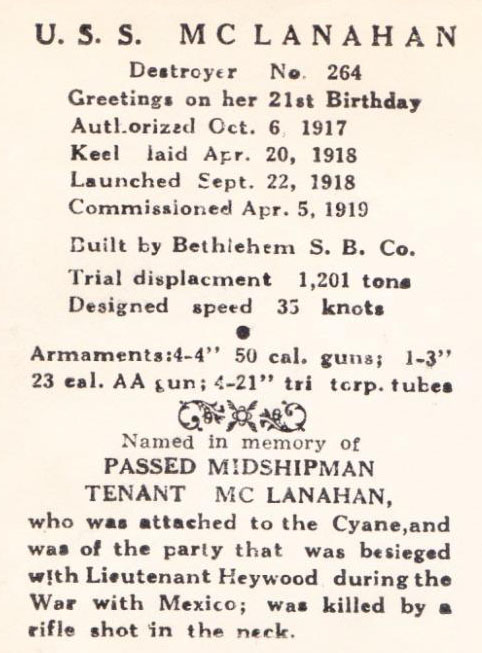 U. S. S. MC LANAHAN
Destroyer No. 264
Greetings on her 21st Birthday
Authorized Oct. 6, 1917
Keel laid Apr. 20, 1918
Launched Sept. 22, 1918
Commissioned Apr. 5, 1919
Built by Bethlehem S. B. Co.
Trial displacment 1,201 tons
Designed speed 35 knots
Armaments:4-4" 50 cal. guns; 1-3"
23 cal. AA gun; 4-21" tri torp. tubes
Named in memory of
PASSED MIDSHIPMAN
TENANT MC LANAHAN,
who was attached to the Cyane,and
was of the party that was besieged
with Lieutenant Heywood during the
War with Mexico; was killed by a
rifle shot in the neck.